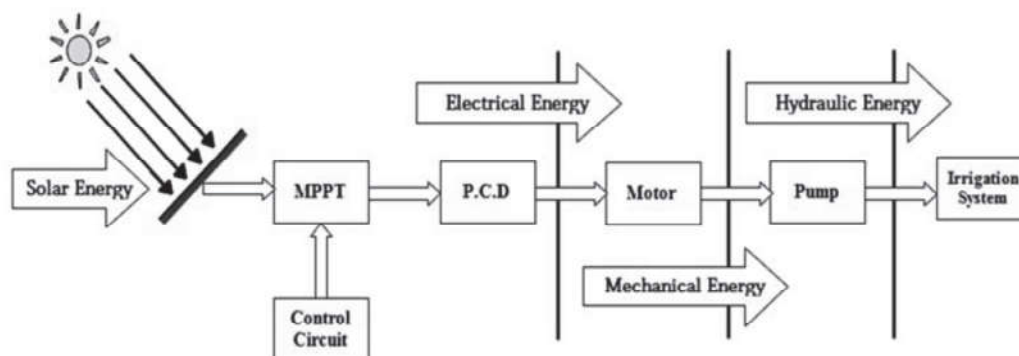 Electrical Energy
Hydraulic Energy
Solar Energy
MPPT
P.C.D
Motor
Pump
Irrigation
System
Mechanical Energy
Control
Circuit